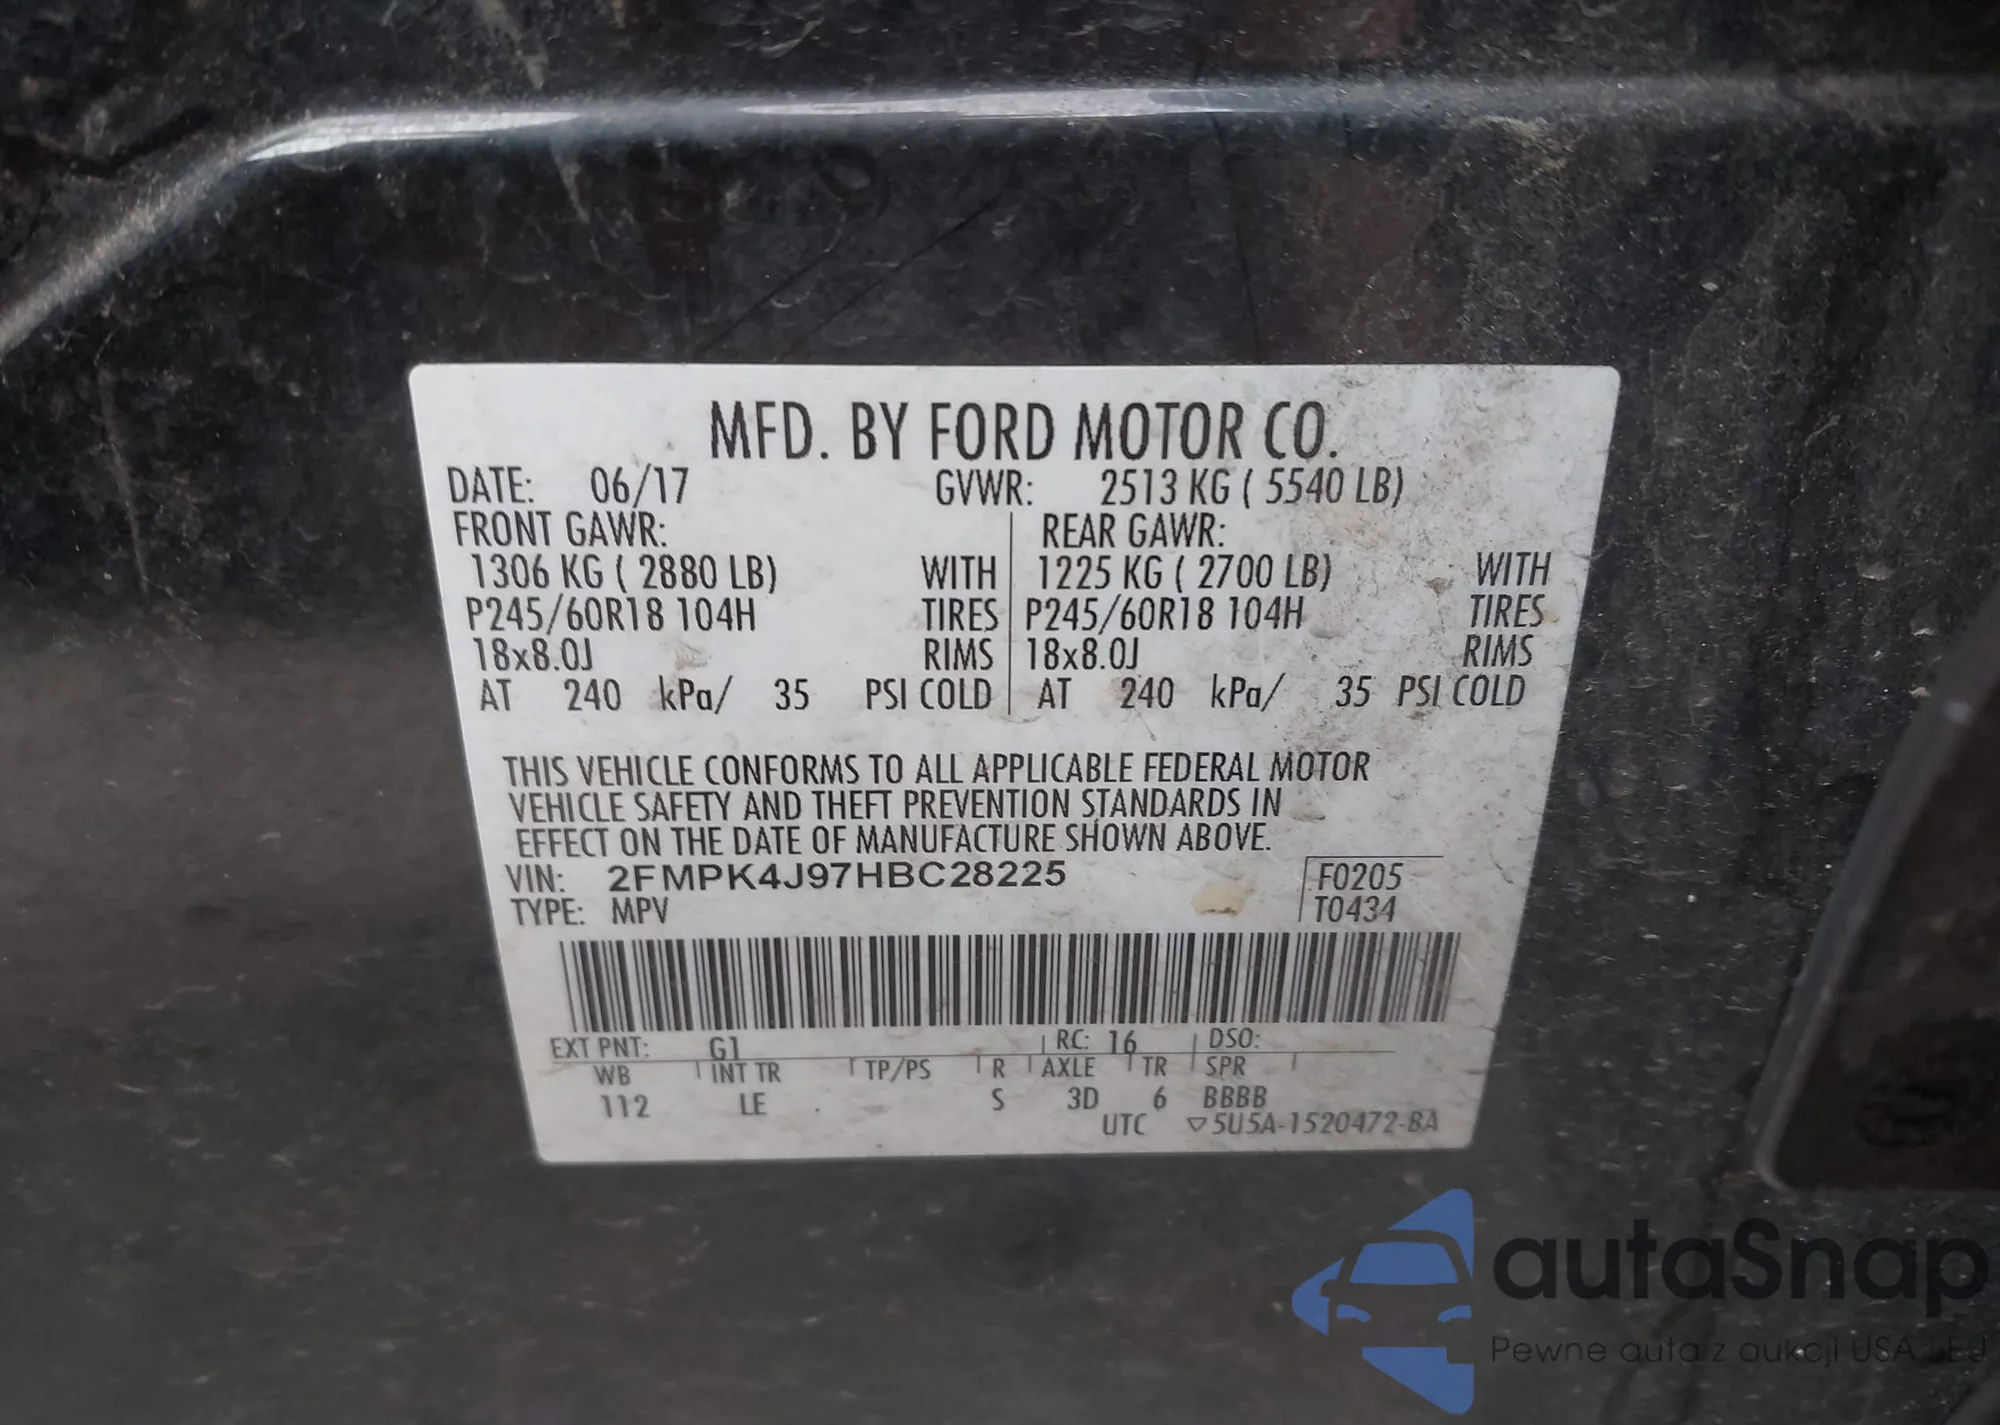 MFD. BY FORD MOTOR CO.
DATE: 06/17 GVWR: 2513 KG ( 5540 LB)
FRONT GAWR: REAR GAWR:
1306 KG ( 2880 LB) WITH 1225 KG ( 2700 LB) WITH
P245/60R18 104H TIRES P245/60R18 104H TIRES
18x8.0J RIMS 18x8.0J RIMS
AT 240 kPa/ 35 PSI COLD AT 240 kPa/ 35 PSI COLD
THIS VEHICLE CONFORMS TO ALL APPLICABLE FEDERAL MOTOR
VEHICLE SAFETY AND THEFT PREVENTION STANDARDS IN
EFFECT ON THE DATE OF MANUFACTURE SHOWN ABOVE.
VIN: 2FMPK4J97HBC28225 F0205
TYPE: MPV T0434
EXT PNT: G1 RC: 16 DSO:
WB INT TR TP/PS R AXLE TR SPR
112 LE S 3D 6 BBBB
UTC ▽5U5A-1520472-BA
autaSnap
Pewne auta z aukcji USA i EU